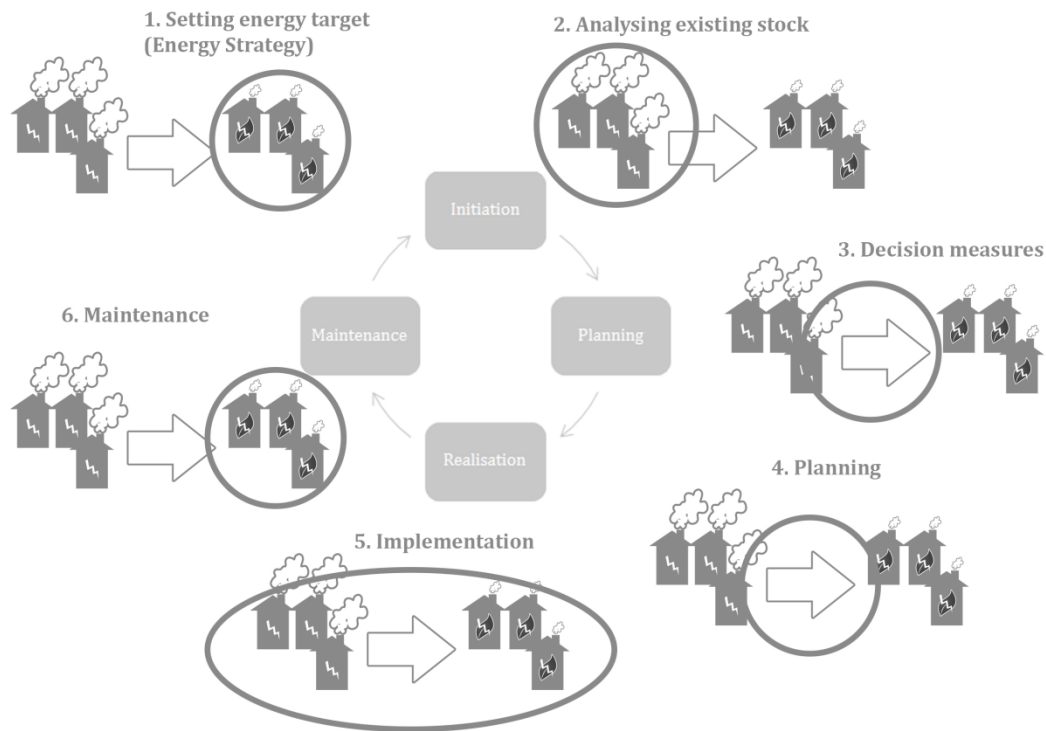 1. Setting energy target
(Energy Strategy)
2. Analysing existing stock
Initiation
3. Decision measures
6. Maintenance
Maintenance
Planning
Realisation
4. Planning
5. Implementation